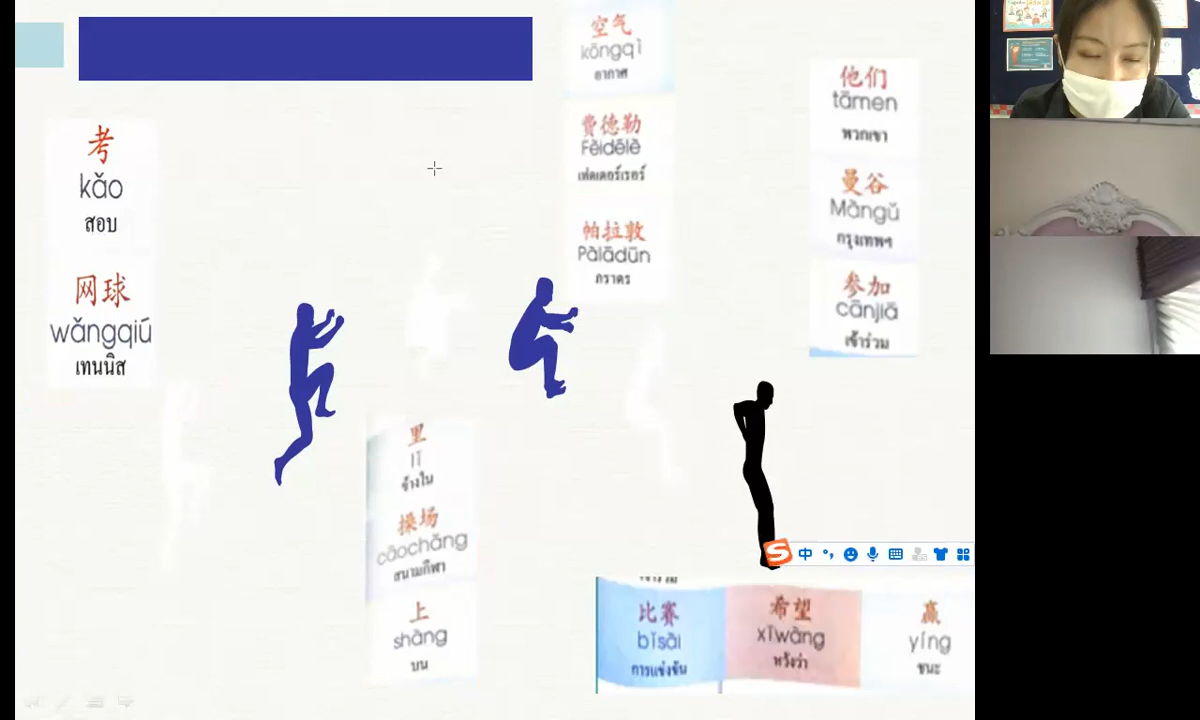 考
kǎo
สอบ
网球
wǎngqiú
เทนนิส
空气
kōngqì
อากาศ
费德勒
Fèidélè
เฟดเดอร์เรอร์
帕拉敦
Pàlādūn
ภราดร
他们
tāmen
พวกเขา
曼谷
Màngǔ
กรุงเทพฯ
参加
cānjiā
เข้าร่วม
里
lǐ
ข้างใน
操场
cāochǎng
สนามกีฬา
上
shàng
บน
中
比赛
bǐsài
การแข่งขัน
希望
xīwàng
หวังว่า
赢
yíng
ชนะ